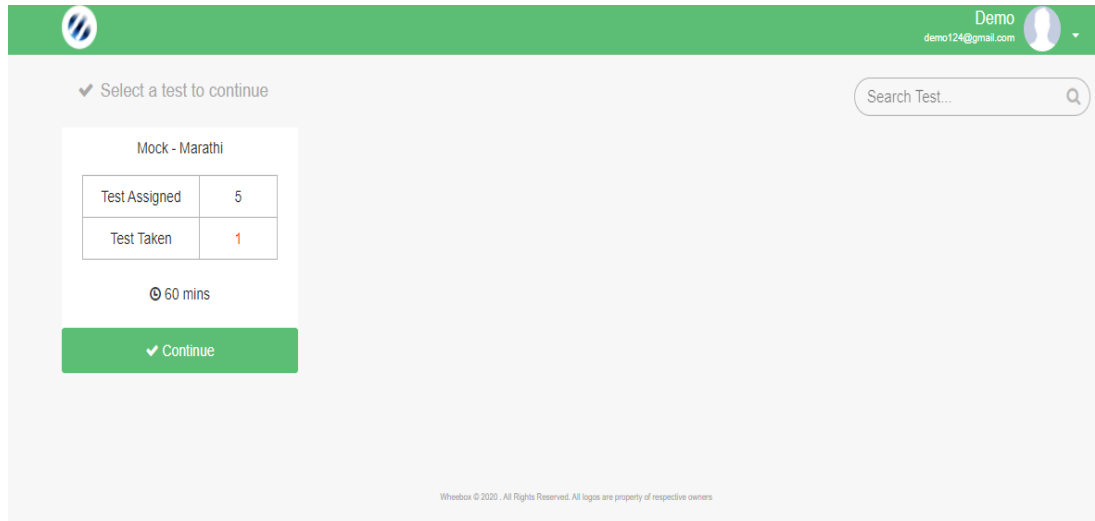 Demo
demo124@gmail.com
Select a test to continue
Search Test...
Mock - Marathi
Test Assigned 5
Test Taken 1
60 mins
Continue
Wheebox © 2020 . All Rights Reserved. All logos are property of respective owners